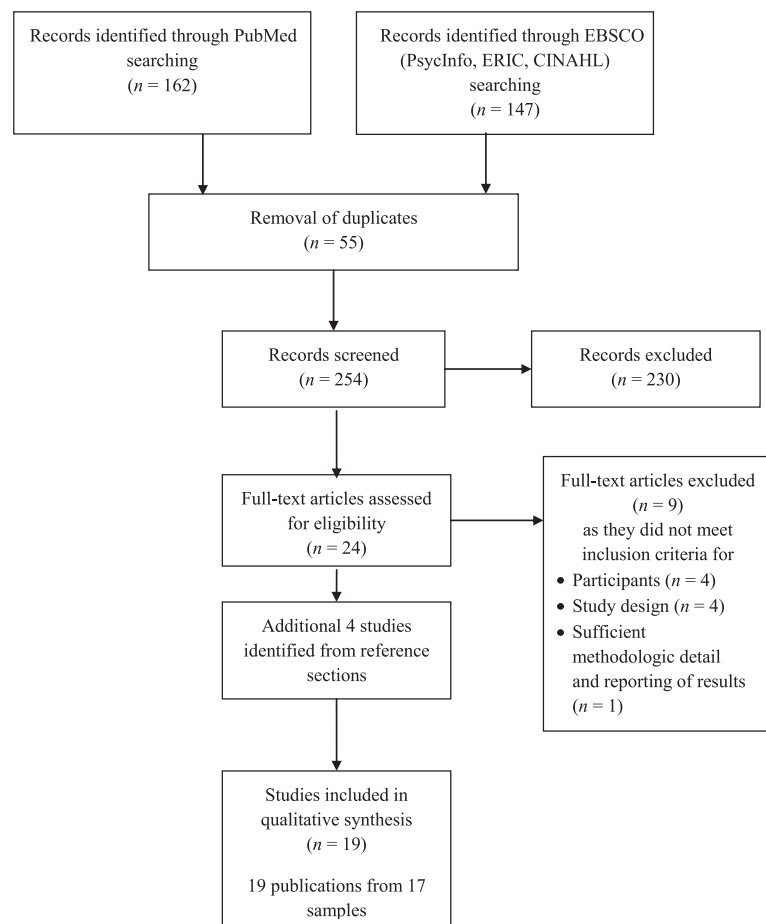 Records identified through PubMed
searching
(n = 162)
Records identified through EBSCO
(PsycInfo, ERIC, CINAHL)
searching
(n = 147)
Removal of duplicates
(n = 55)
Records screened
(n = 254)
Records excluded
(n = 230)
Full-text articles assessed
for eligibility
(n = 24)
Full-text articles excluded
(n = 9)
as they did not meet
inclusion criteria for
• Participants (n = 4)
• Study design (n = 4)
• Sufficient
methodologic detail
and reporting of results
(n = 1)
Additional 4 studies
identified from reference
sections
Studies included in
qualitative synthesis
(n = 19)
19 publications from 17
samples